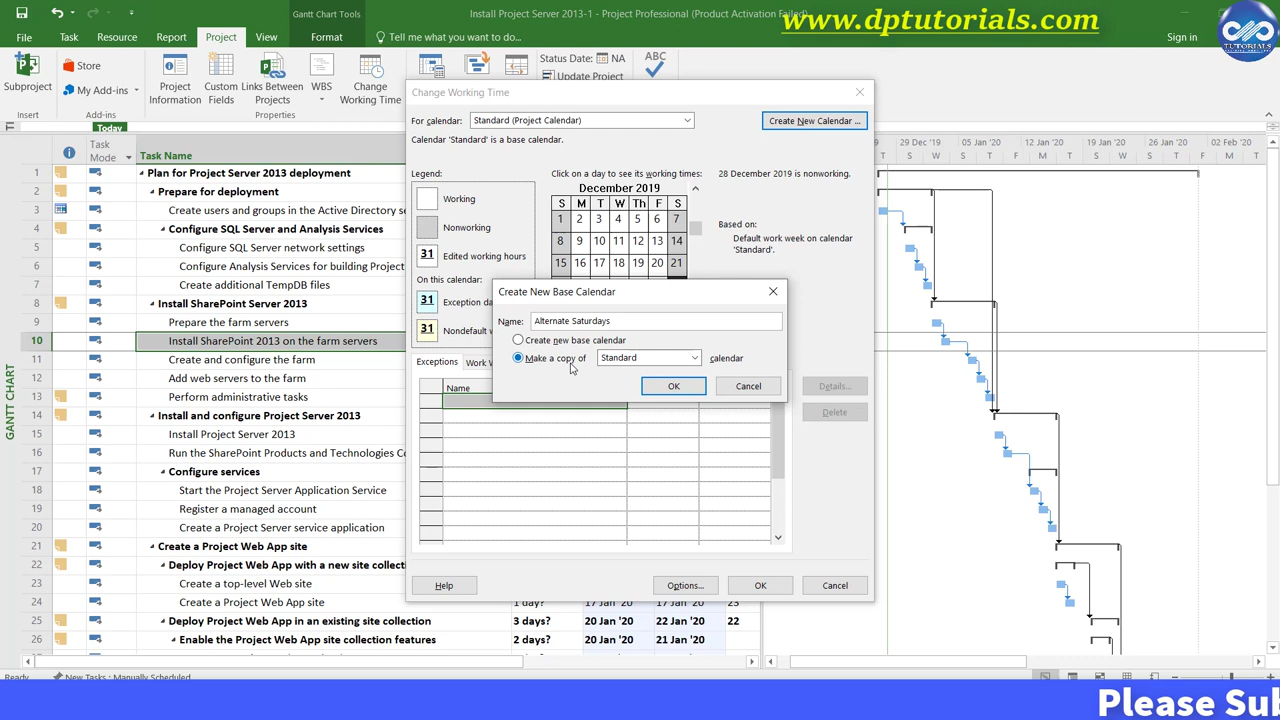 Gantt Chart Tools
Install Project Server 2013-1 - Project Professional (Product Activation Failed)
www.dptutorials.com
TUTORIALS
File Task Resource Report Project View Format Tell me what you want to do... Sign in
Subproject
Store
My Add-ins
Project Information
Custom Fields
Links Between Projects
WBS
Change Working Time
Status Date: NA
Update Project
ABC
Insert Add-ins Properties
Today
Task Mode
Task Name
29 Dec '19 05 Jan '20 12 Jan '20 19 Jan '20 26 Jan '20 02 Feb '20
T S W S T M F T S W S T M F T
GANTT CHART
1 Plan for Project Server 2013 deployment
2 Prepare for deployment
3 Create users and groups in the Active Directory se
4 Configure SQL Server and Analysis Services
5 Configure SQL Server network settings
6 Configure Analysis Services for building Project
7 Create additional TempDB files
8 Install SharePoint Server 2013
9 Prepare the farm servers
10 Install SharePoint 2013 on the farm servers
11 Create and configure the farm
12 Add web servers to the farm
13 Perform administrative tasks
14 Install and configure Project Server 2013
15 Install Project Server 2013
16 Run the SharePoint Products and Technologies Co
17 Configure services
18 Start the Project Server Application Service
19 Register a managed account
20 Create a Project Server service application
21 Create a Project Web App site
22 Deploy Project Web App with a new site collecti
23 Create a top-level Web site
24 Create a Project Web App site 1 day? 17 Jan '20 17 Jan '20 23
25 Deploy Project Web App in an existing site collection 3 days? 20 Jan '20 22 Jan '20 22
26 Enable the Project Web App site collection features 2 days? 20 Jan '20 21 Jan '20
Change Working Time
For calendar: Standard (Project Calendar) Create New Calendar ...
Calendar 'Standard' is a base calendar.
Legend:
Working
Nonworking
31 Edited working hours
On this calendar:
31 Exception da
31 Nondefault w
Click on a day to see its working times:
December 2019
S M T W Th F S
1 2 3 4 5 6 7
8 9 10 11 12 13 14
15 16 17 18 19 20 21
28 December 2019 is nonworking.
Based on:
Default work week on calendar
'Standard'.
Create New Base Calendar
Name: Alternate Saturdays
Create new base calendar
Make a copy of Standard calendar
OK Cancel
Exceptions Work W
Name
Details...
Delete
Help Options... OK Cancel
Ready New Tasks : Manually Scheduled
Please Sub